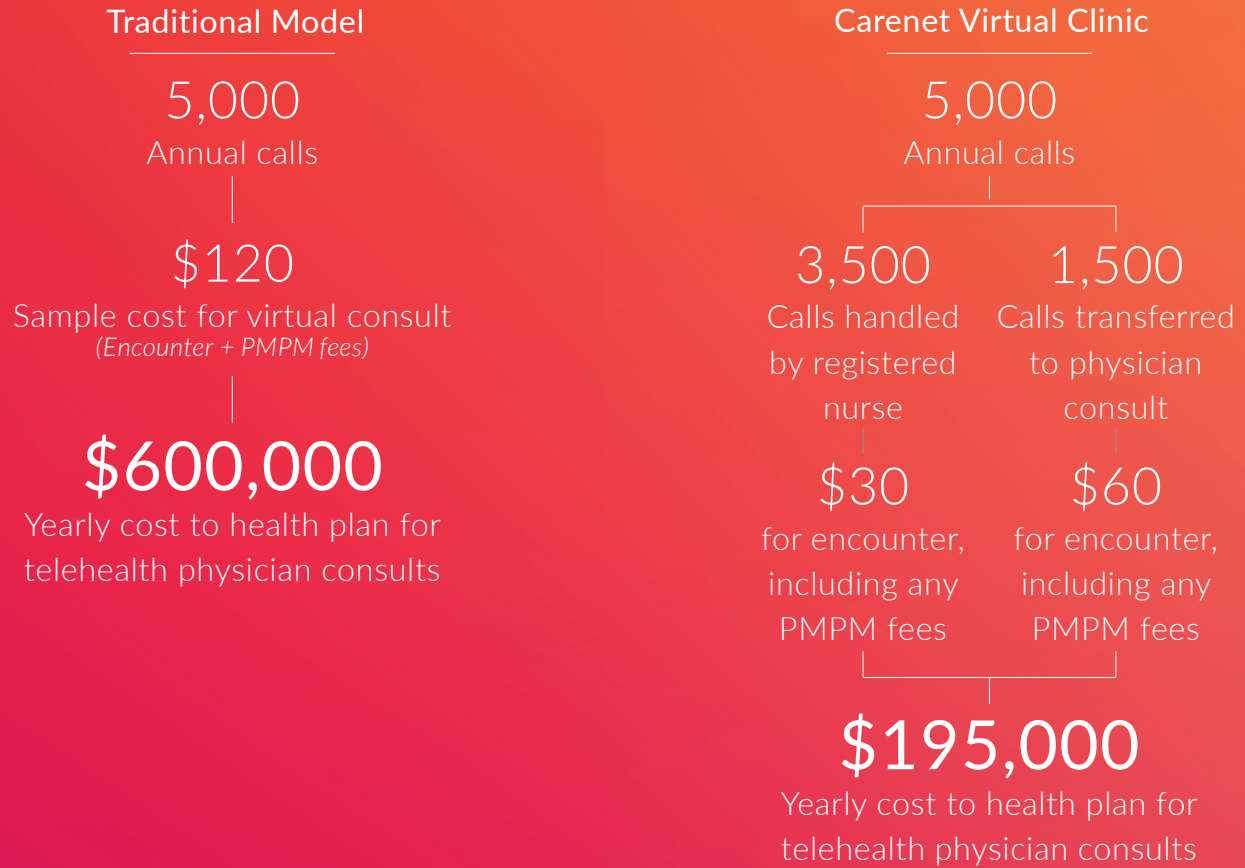 Traditional Model
5,000
Annual calls
$120
Sample cost for virtual consult
(Encounter + PMPM fees)
$600,000
Yearly cost to health plan for
telehealth physician consults
Carenet Virtual Clinic
5,000
Annual calls
3,500
Calls handled
by registered
nurse
$30
for encounter,
including any
PMPM fees
1,500
Calls transferred
to physician
consult
$60
for encounter,
including any
PMPM fees
$195,000
Yearly cost to health plan for
telehealth physician consults